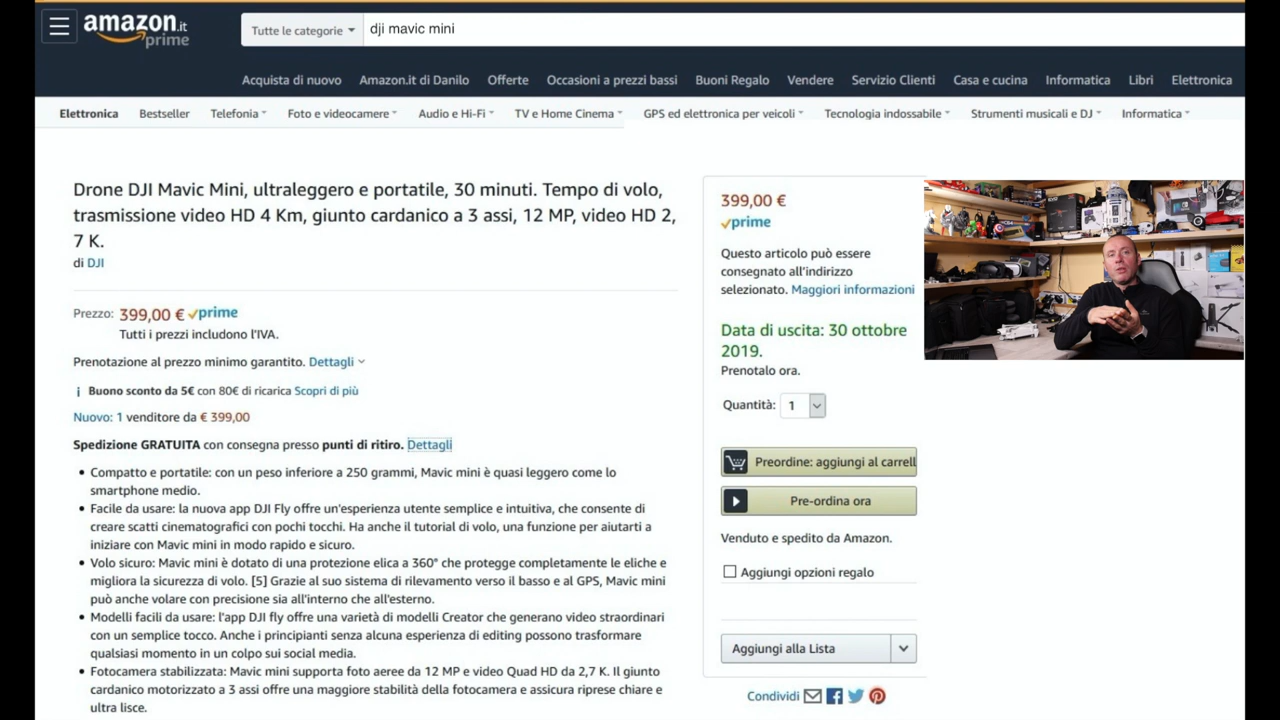 amazon.it
prime
Tutte le categorie
dji mavic mini
Acquista di nuovo
Amazon.it di Danilo
Offerte
Occasioni a prezzi bassi
Buoni Regalo
Vendere
Servizio Clienti
Casa e cucina
Informatica
Libri
Elettronica
Elettronica
Bestseller
Telefonia
Foto e videocamere
Audio e Hi-Fi
TV e Home Cinema
GPS ed elettronica per veicoli
Tecnologia indossabile
Strumenti musicali e DJ
Informatica
Drone DJI Mavic Mini, ultraleggero e portatile, 30 minuti. Tempo di volo,
trasmissione video HD 4 Km, giunto cardanico a 3 assi, 12 MP, video HD 2,
7 K.
di DJI
Prezzo: 399,00 € prime
Tutti i prezzi includono l'IVA.
Prenotazione al prezzo minimo garantito. Dettagli
i Buono sconto da 5€ con 80€ di ricarica Scopri di più
Nuovo: 1 venditore da € 399,00
Spedizione GRATUITA con consegna presso punti di ritiro. Dettagli
• Compatto e portatile: con un peso inferiore a 250 grammi, Mavic mini è quasi leggero come lo
smartphone medio.
• Facile da usare: la nuova app DJI Fly offre un'esperienza utente semplice e intuitiva, che consente di
creare scatti cinematografici con pochi tocchi. Ha anche il tutorial di volo, una funzione per aiutarti a
iniziare con Mavic mini in modo rapido e sicuro.
• Volo sicuro: Mavic mini è dotato di una protezione elica a 360° che protegge completamente le eliche e
migliora la sicurezza di volo. [5] Grazie al suo sistema di rilevamento verso il basso e al GPS, Mavic mini
può anche volare con precisione sia all'interno che all'esterno.
• Modelli facili da usare: l'app DJI fly offre una varietà di modelli Creator che generano video straordinari
con un semplice tocco. Anche i principianti senza alcuna esperienza di editing possono trasformare
qualsiasi momento in un colpo sui social media.
• Fotocamera stabilizzata: Mavic mini supporta foto aeree da 12 MP e video Quad HD da 2,7 K. Il giunto
cardanico motorizzato a 3 assi offre una maggiore stabilità della fotocamera e assicura riprese chiare e
ultra lisce.
399,00 €
prime
Questo articolo può essere
consegnato all'indirizzo
selezionato. Maggiori informazioni
Data di uscita: 30 ottobre
2019.
Prenotalo ora.
Quantità: 1
Preordine: aggiungi al carrell
Pre-ordina ora
Venduto e spedito da Amazon.
Aggiungi opzioni regalo
Aggiungi alla Lista
Condividi